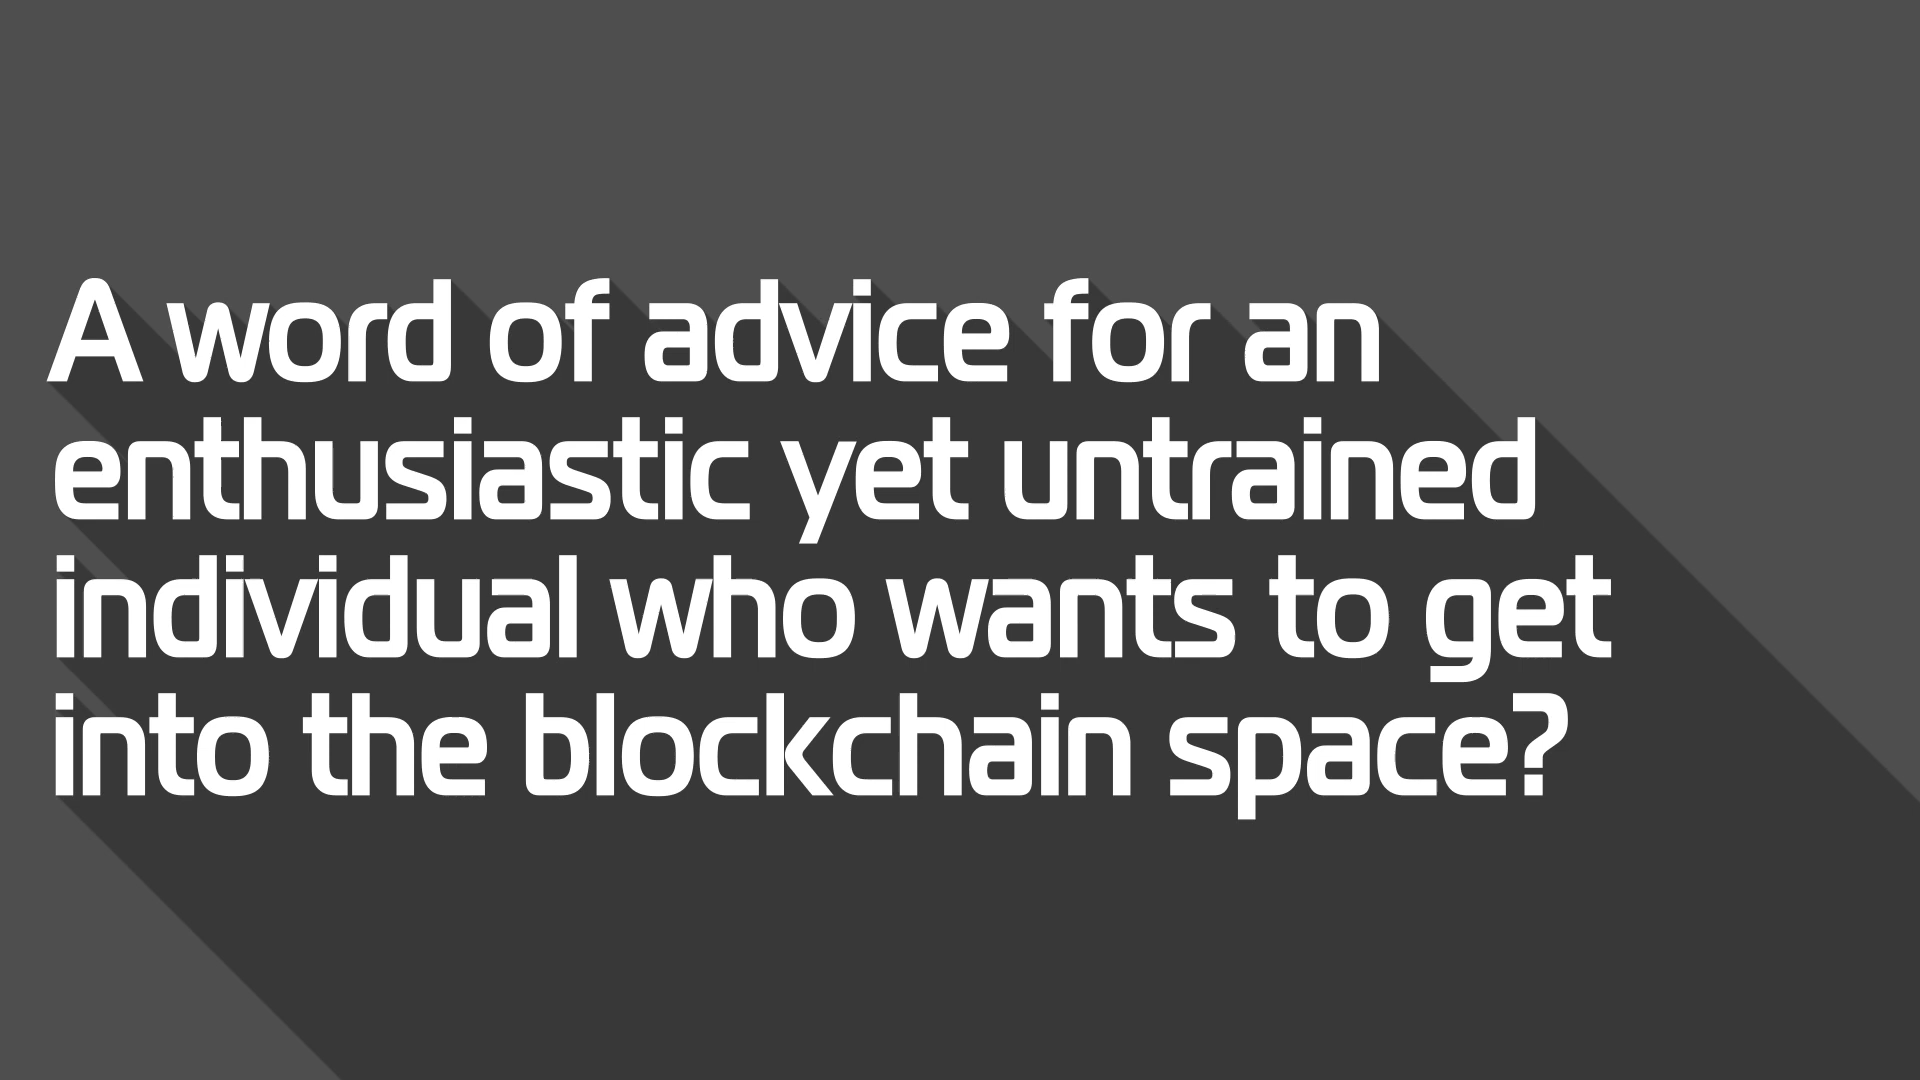 A word of advice for an
enthusiastic yet untrained
individual who wants to get
into the blockchain space?